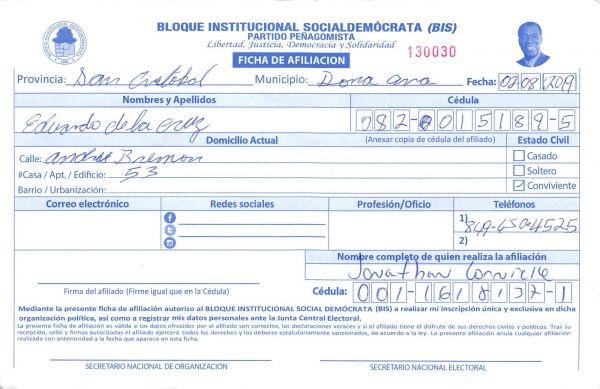 BLOQUE INSTITUCIONAL SOCIALDEMÓCRATA (BIS)
PARTIDO PEÑAGOMISTA
Libertad, Justicia, Democracia y Solidaridad
130030
FICHA DE AFILIACION
Provincia: San Cristobal Municipio: Dona ana Fecha: 02/08/2019
Nombres y Apellidos Cédula
Eduardo de la cruz 082-0015189-5
Domicilio Actual (Anexar copia de cédula del afiliado) Estado Civil
Calle: andres Bremon Casado
#Casa / Apt. / Edificio: 53 Soltero
Barrio / Urbanización: Conviviente
Correo electrónico Redes sociales Profesión/Oficio Teléfonos
1) 849-650-4525
2)
Nombre completo de quien realiza la afiliación
Jonathan
Firma del afiliado (Firme igual que en la Cédula) Cédula: 001-1618137-1
Mediante la presente ficha de afiliación autorizo al BLOQUE INSTITUCIONAL SOCIAL DEMÓCRATA (BIS) a realizar mi inscripción única y exclusiva en dicha
organización política, así como a registrar mis datos personales ante la Junta Central Electoral.
La presente ficha de afiliación es válida si los datos ofrecidos por el afiliado son correctos, las declaraciones veraces y si el afiliado tiene el disfrute de sus derechos civiles y políticos. Tras su
recepción, sello y firmas autorizadas el afiliado ejercerá todos los derechos y los deberes estatutariamente sancionados, de acuerdo a la ley. La presente afiliación anula cualquier afiliación
realizada con anterioridad a la fecha que aparece en esta ficha.
SECRETARIO NACIONAL DE ORGANIZACIÓN SECRETARIO NACIONAL ELECTORAL